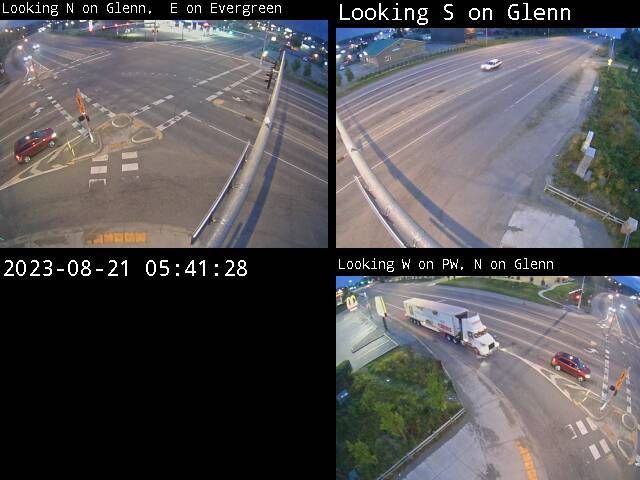 Looking N on Glenn,  E on Evergreen
Looking S on Glenn
2023-08-21 05:41:28
Looking W on PW, N on Glenn